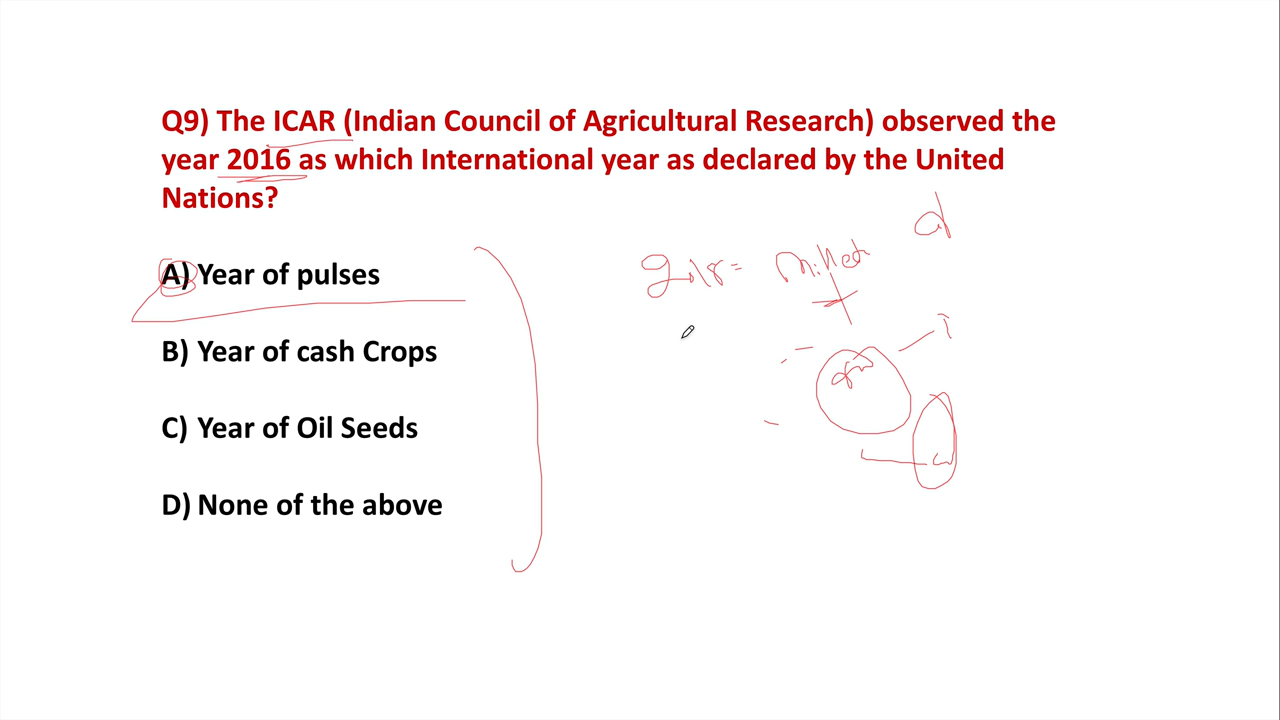 Q9) The ICAR (Indian Council of Agricultural Research) observed the
year 2016 as which International year as declared by the United
Nations?
A) Year of pulses
B) Year of cash Crops
C) Year of Oil Seeds
D) None of the above